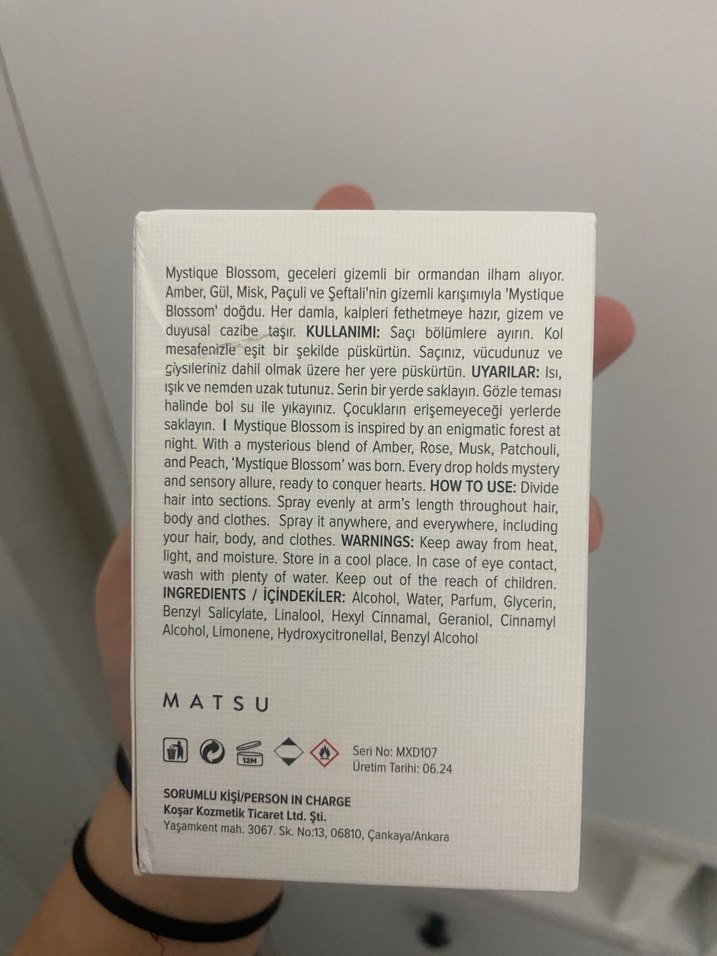 Mystique Blossom, geceleri gizemli bir ormandan ilham alıyor.
Amber, Gül, Misk, Paçuli ve Şeftali'nin gizemli karışımıyla 'Mystique
Blossom' doğdu. Her damla, kalpleri fethetmeye hazır, gizem ve
duyusal cazibe taşır. KULLANIMI: Saçı bölümlere ayırın. Kol
mesafenizle eşit bir şekilde püskürtün. Saçınız, vücudunuz ve
giysileriniz dahil olmak üzere her yere püskürtün. UYARILAR: Isı,
ışık ve nemden uzak tutunuz. Serin bir yerde saklayın. Gözle teması
halinde bol su ile yıkayınız. Çocukların erişemeyeceği yerlerde
saklayın. | Mystique Blossom is inspired by an enigmatic forest at
night. With a mysterious blend of Amber, Rose, Musk, Patchouli,
and Peach, ‘Mystique Blossom’ was born. Every drop holds mystery
and sensory allure, ready to conquer hearts. HOW TO USE: Divide
hair into sections. Spray evenly at arm's length throughout hair,
body and clothes. Spray it anywhere, and everywhere, including
your hair, body, and clothes. WARNINGS: Keep away from heat,
light, and moisture. Store in a cool place. In case of eye contact,
wash with plenty of water. Keep out of the reach of children.
INGREDIENTS / İÇİNDEKİLER: Alcohol, Water, Parfum, Glycerin,
Benzyl Salicylate, Linalool, Hexyl Cinnamal, Geraniol, Cinnamyl
Alcohol, Limonene, Hydroxycitronellal, Benzyl Alcohol
MATSU
12M
Seri No: MXD107
Üretim Tarihi: 06.24
SORUMLU KİŞİ/PERSON IN CHARGE
Koşar Kozmetik Ticaret Ltd. Şti.
Yaşamkent mah. 3067. Sk. No:13, 06810, Çankaya/Ankara